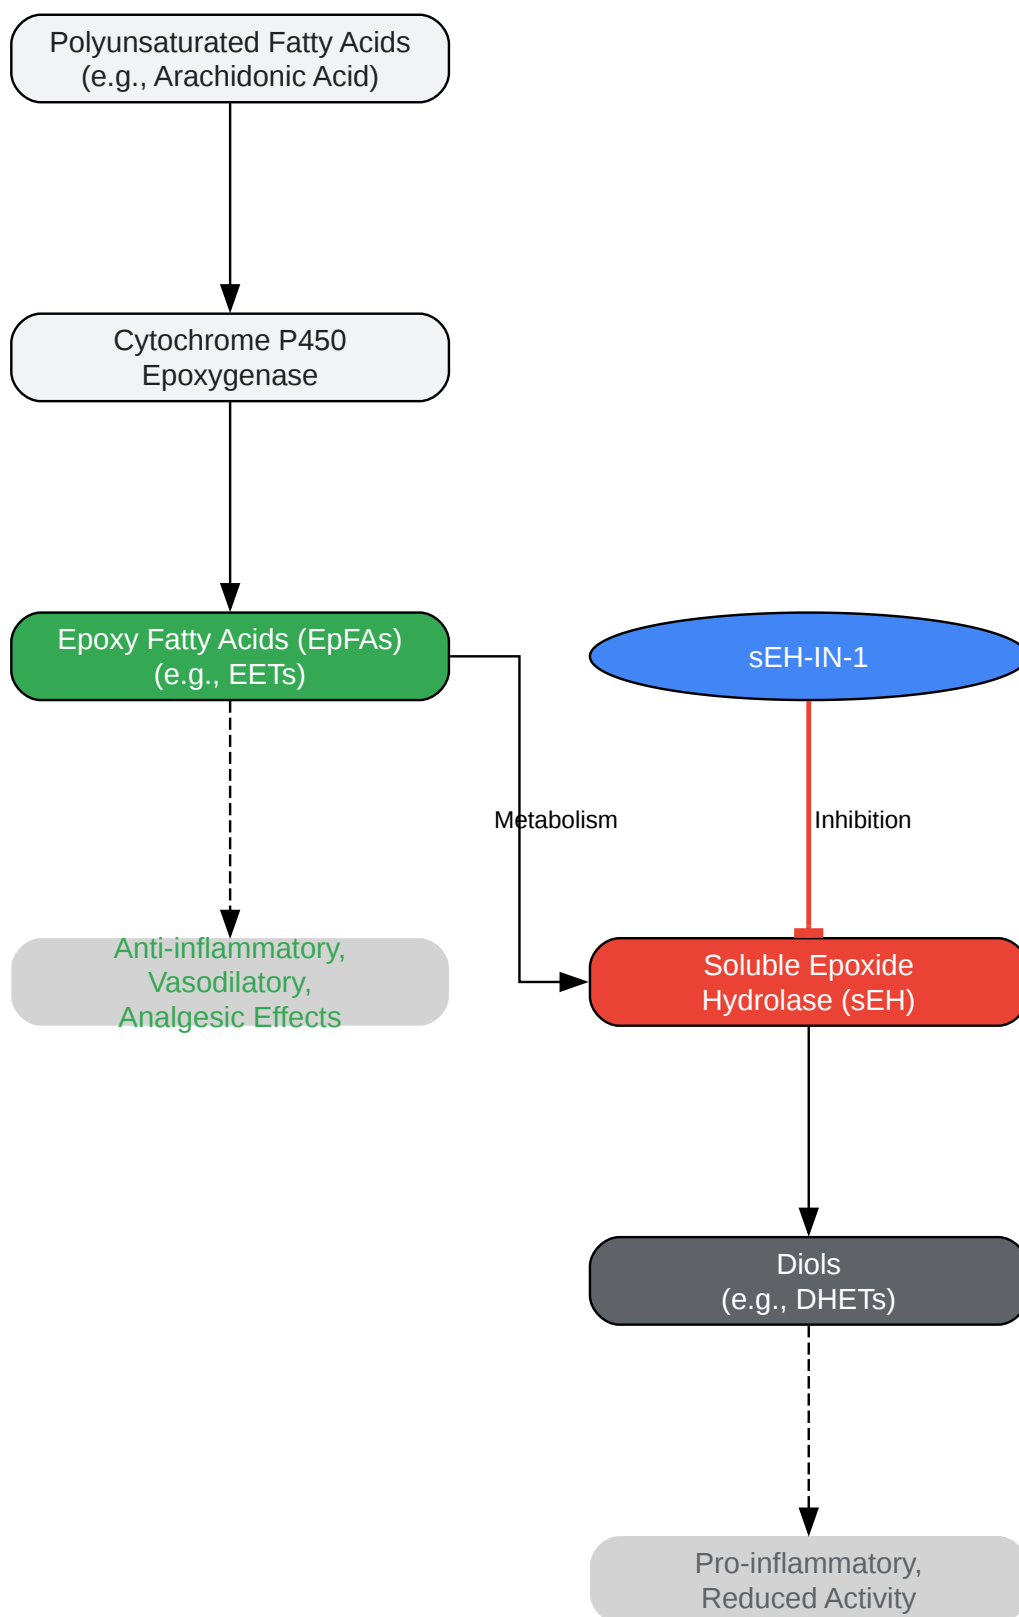 Polyunsaturated Fatty Acids
(e.g., Arachidonic Acid)
Cytochrome P450
Epoxygenase
Epoxy Fatty Acids (EpFAs)
(e.g., EETs)
sEH-IN-1
Metabolism
Inhibition
Anti-inflammatory,
Vasodilatory,
Analgesic Effects
Soluble Epoxide
Hydrolase (sEH)
Diols
(e.g., DHETs)
Pro-inflammatory,
Reduced Activity